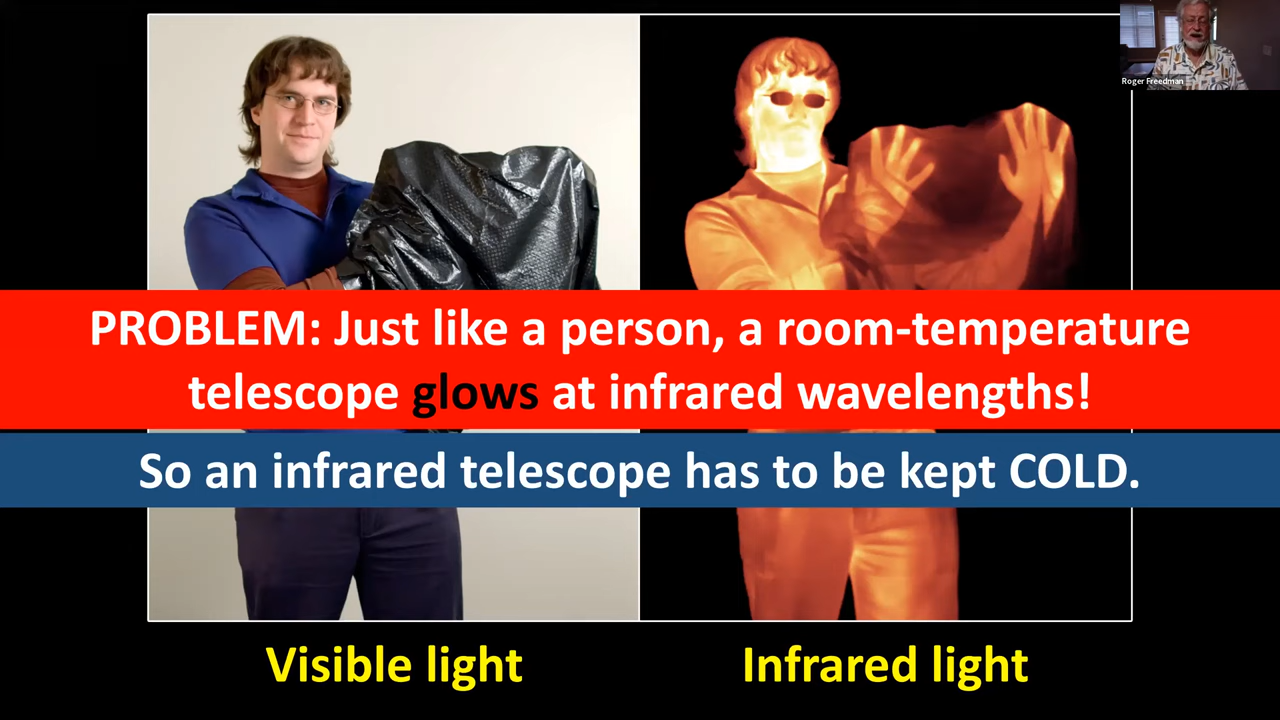 Roger Freedman
PROBLEM: Just like a person, a room-temperature
telescope glows at infrared wavelengths!
So an infrared telescope has to be kept COLD.
Visible light
Infrared light